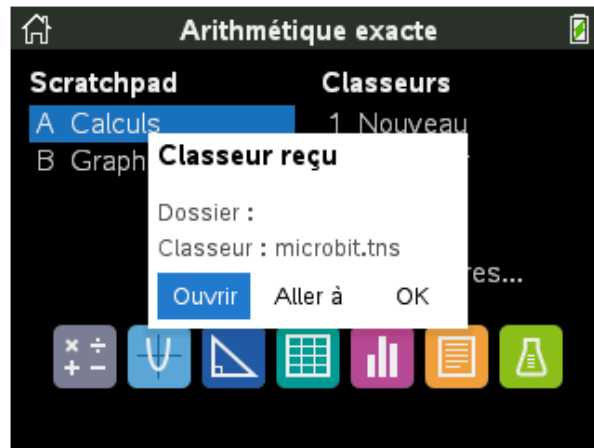 Arithmétique exacte
Scratchpad
Classeurs
A Calculs
1 Nouveau
B Graph
Classeur reçu
Dossier :
Classeur : microbit.tns
res...
Ouvrir Aller à OK